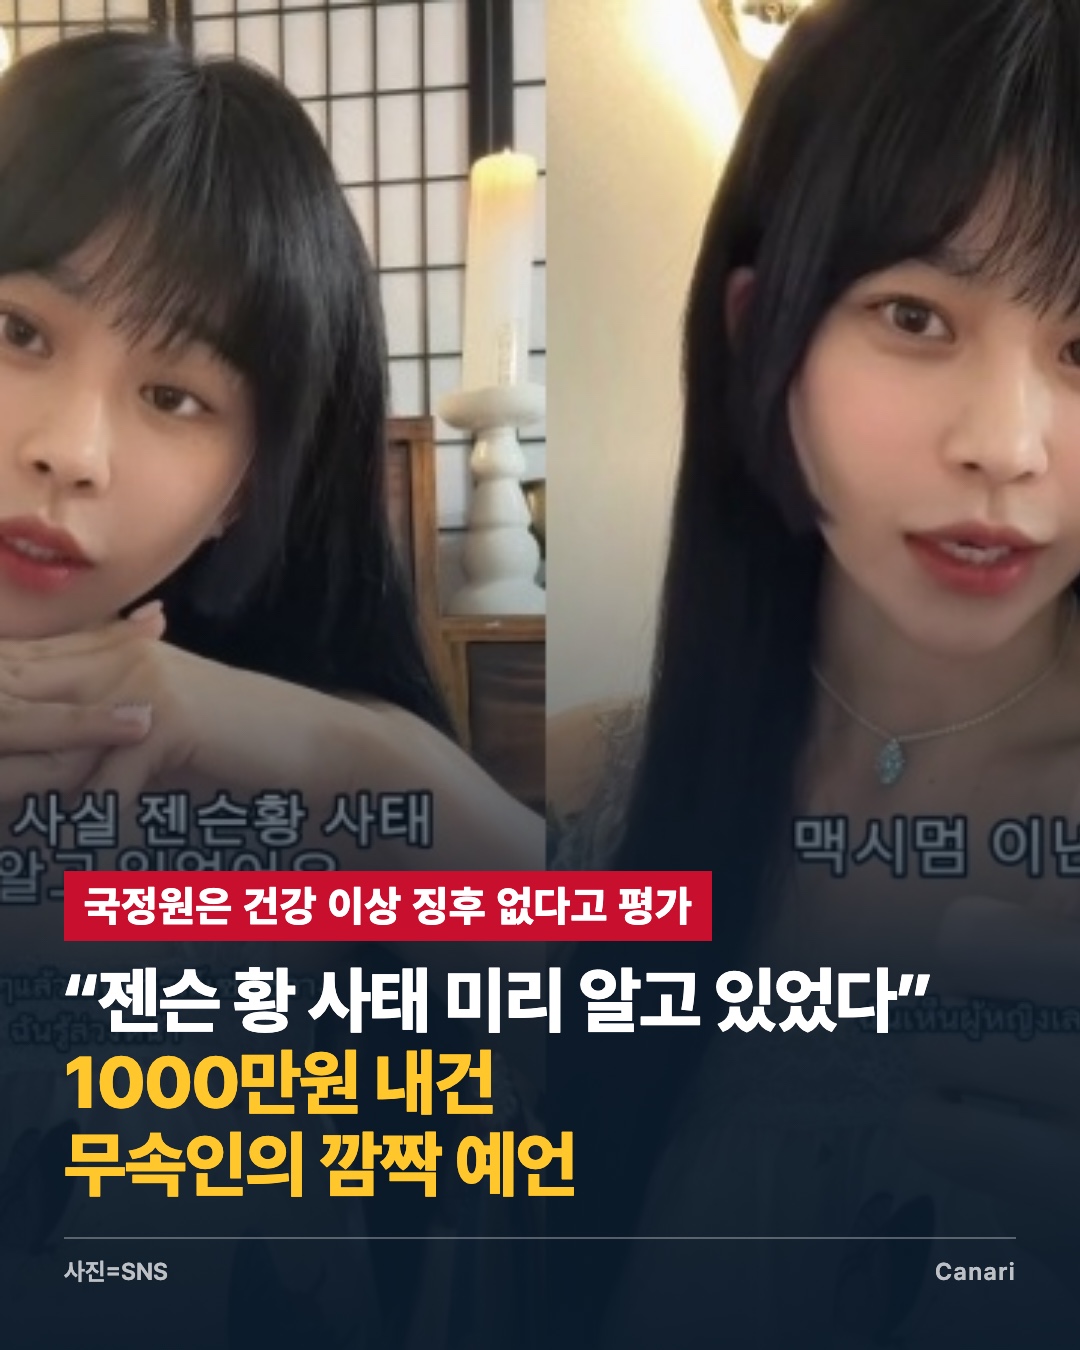 사실 젠슨황 사태
맥시멈
국정원은 건강 이상 징후 없다고 평가
“젠슨 황 사태 미리 알고 있었다”
1000만원 내건
무속인의 깜짝 예언
사진=SNS
Canari